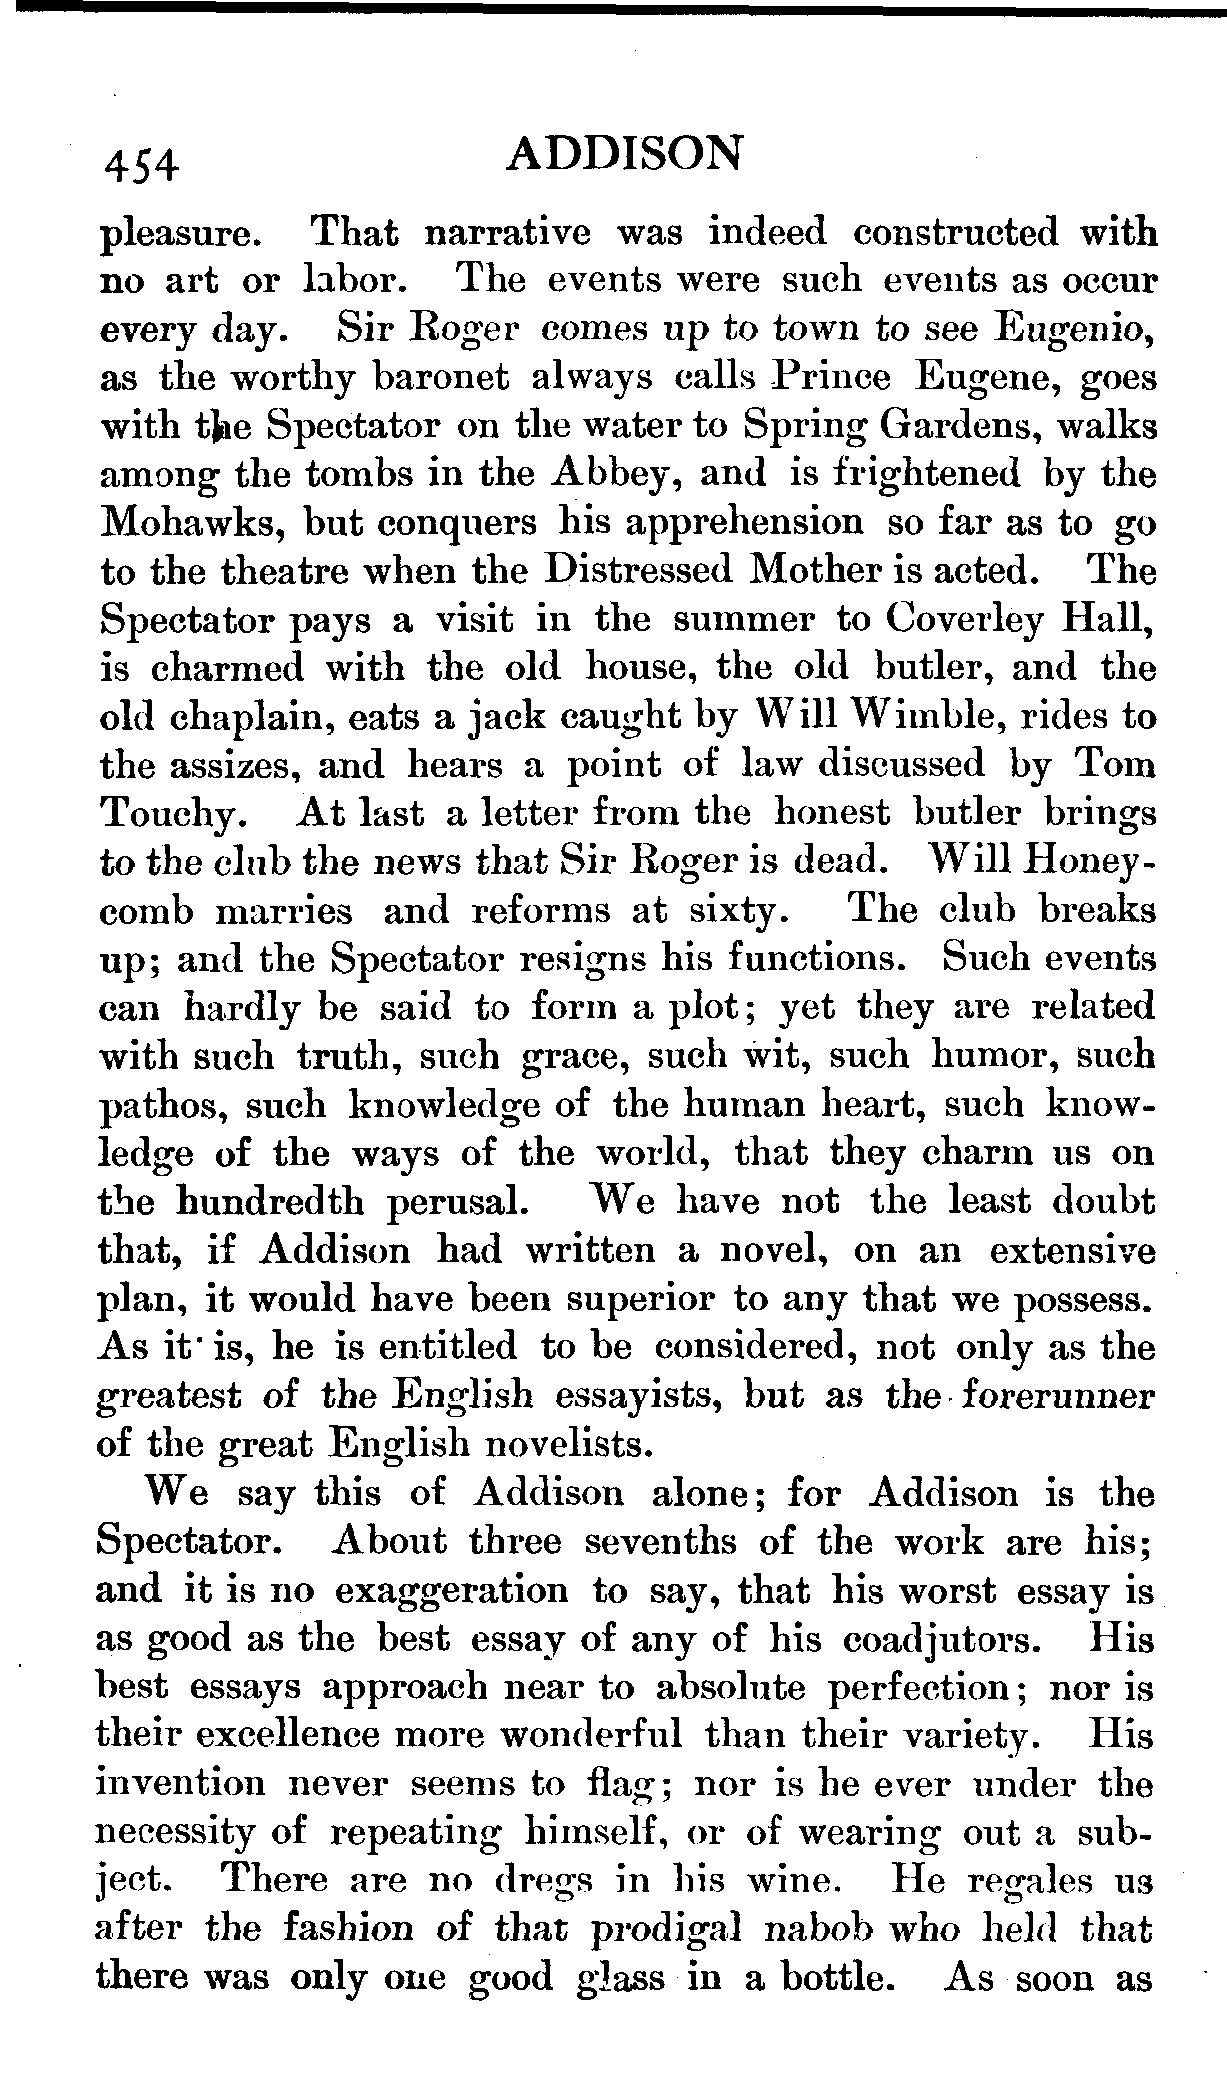 454 ADDISON
pleasure. That narrative was indeed constructed with
no art or labor. The events were such events as occur
every day. Sir Roger comes up to town to see Eugenio,
as the worthy baronet always calls Prince Eugene, goes
with the Spectator on the water to Spring Gardens, walks
among the tombs in the Abbey, and is frightened by the
Mohawks, but conquers his apprehension so far as to go
to the theatre when the Distressed Mother is acted. The
Spectator pays a visit in the summer to Coverley Hall,
is charmed with the old house, the old butler, and the
old chaplain, eats a jack caught by Will Wimble, rides to
the assizes, and hears a point of law discussed by Tom
Touchy. At last a letter from the honest butler brings
to the club the news that Sir Roger is dead. Will Honey-
comb marries and reforms at sixty. The club breaks
up; and the Spectator resigns his functions. Such events
can hardly be said to form a plot; yet they are related
with such truth, such grace, such wit, such humor, such
pathos, such knowledge of the human heart, such know-
ledge of the ways of the world, that they charm us on
the hundredth perusal. We have not the least doubt
that, if Addison had written a novel, on an extensive
plan, it would have been superior to any that we possess.
As it is, he is entitled to be considered, not only as the
greatest of the English essayists, but as the forerunner
of the great English novelists.
We say this of Addison alone; for Addison is the
Spectator. About three sevenths of the work are his;
and it is no exaggeration to say, that his worst essay is
as good as the best essay of any of his coadjutors. His
best essays approach near to absolute perfection; nor is
their excellence more wonderful than their variety. His
invention never seems to flag; nor is he ever under the
necessity of repeating himself, or of wearing out a sub-
ject. There are no dregs in his wine. He regales us
after the fashion of that prodigal nabob who held that
there was only one good glass in a bottle. As soon as